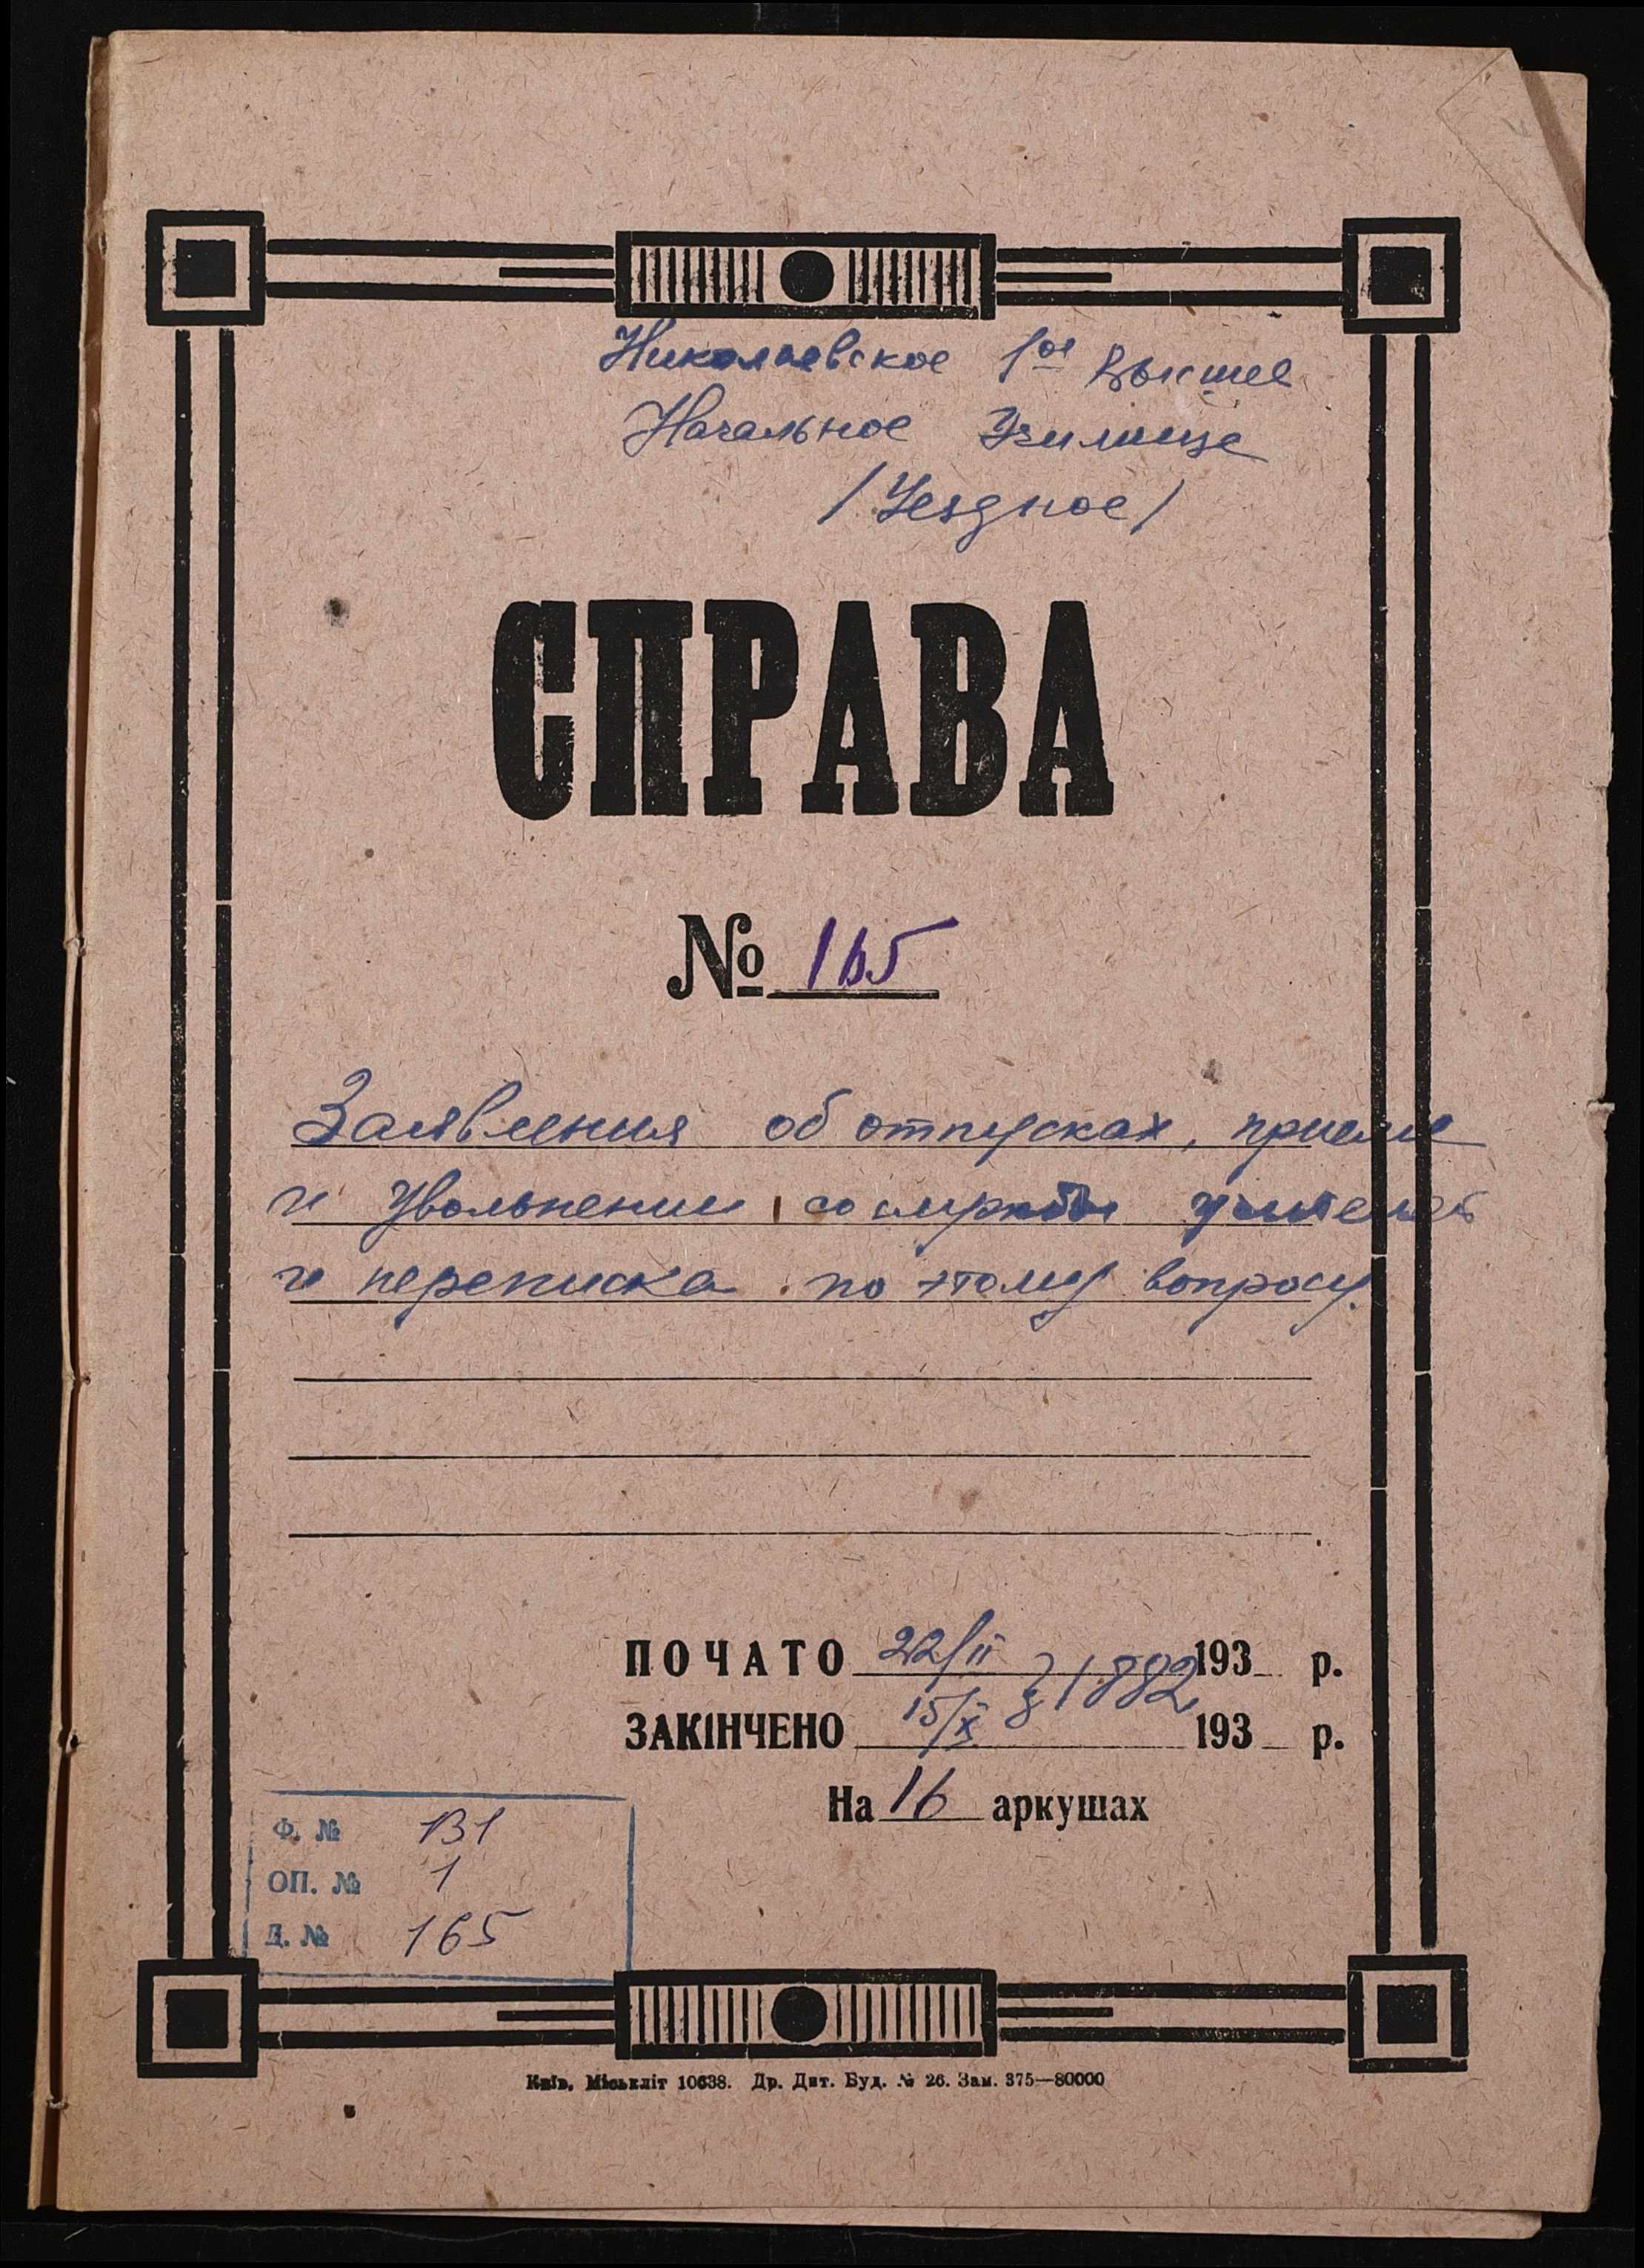 Николаевское 1ое Высшее
Начальное Училище
/Уездное/
СПРАВА
№ 165
Заявления об отпусках, приеме
и увольнении со службы учителей
и переписка по этому вопросу.
ПОЧАТО 22/II 193 р.
1882
ЗАКІНЧЕНО 15/X 193 р.
На 16 аркушах
Ф. № 131
ОП. № 1
Д. № 165
Київ, Міськліт 10638. Др. Дит. Буд. № 26. Зам. 375—80000